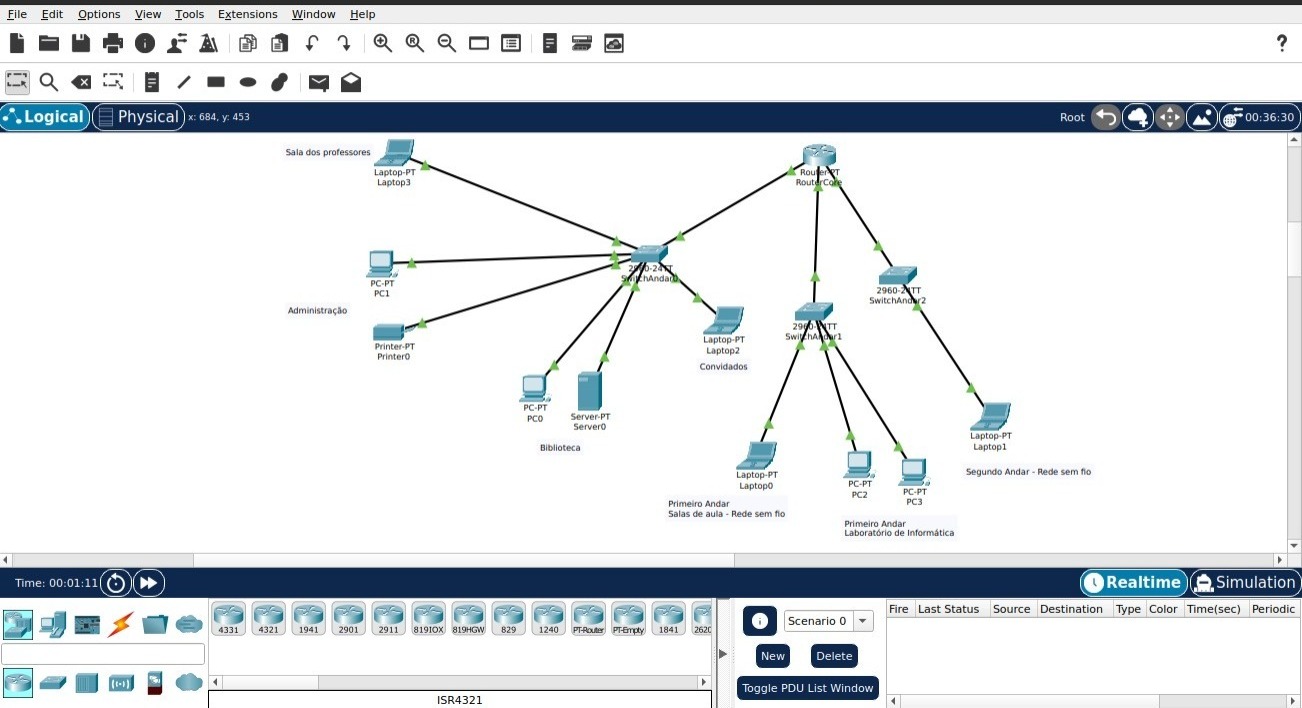 File Edit Options View Tools Extensions Window Help
Logical Physical x: 684, y: 453 Root 00:36:30
Sala dos professores
Laptop-PT
Laptop3
Router-PT
RouterCore
PC-PT
PC1
2960-24TT
SwitchAndar0
2960-24TT
SwitchAndar2
Administração
Printer-PT
Printer0
Laptop-PT
Laptop2
Convidados
2960-24TT
SwitchAndar1
PC-PT
PC0
Server-PT
Server0
Biblioteca
Laptop-PT
Laptop1
Segundo Andar - Rede sem fio
Laptop-PT
Laptop0
PC-PT
PC2
PC-PT
PC3
Primeiro Andar
Salas de aula - Rede sem fio
Primeiro Andar
Laboratório de Informática
Time: 00:01:11 Realtime Simulation
4331 4321 1941 2901 2911 819IOX 819HGW 829 1240 PT-Router PT-Empty 1841 2620
ISR4321
Scenario 0
New Delete
Toggle PDU List Window
Fire Last Status Source Destination Type Color Time(sec) Periodic